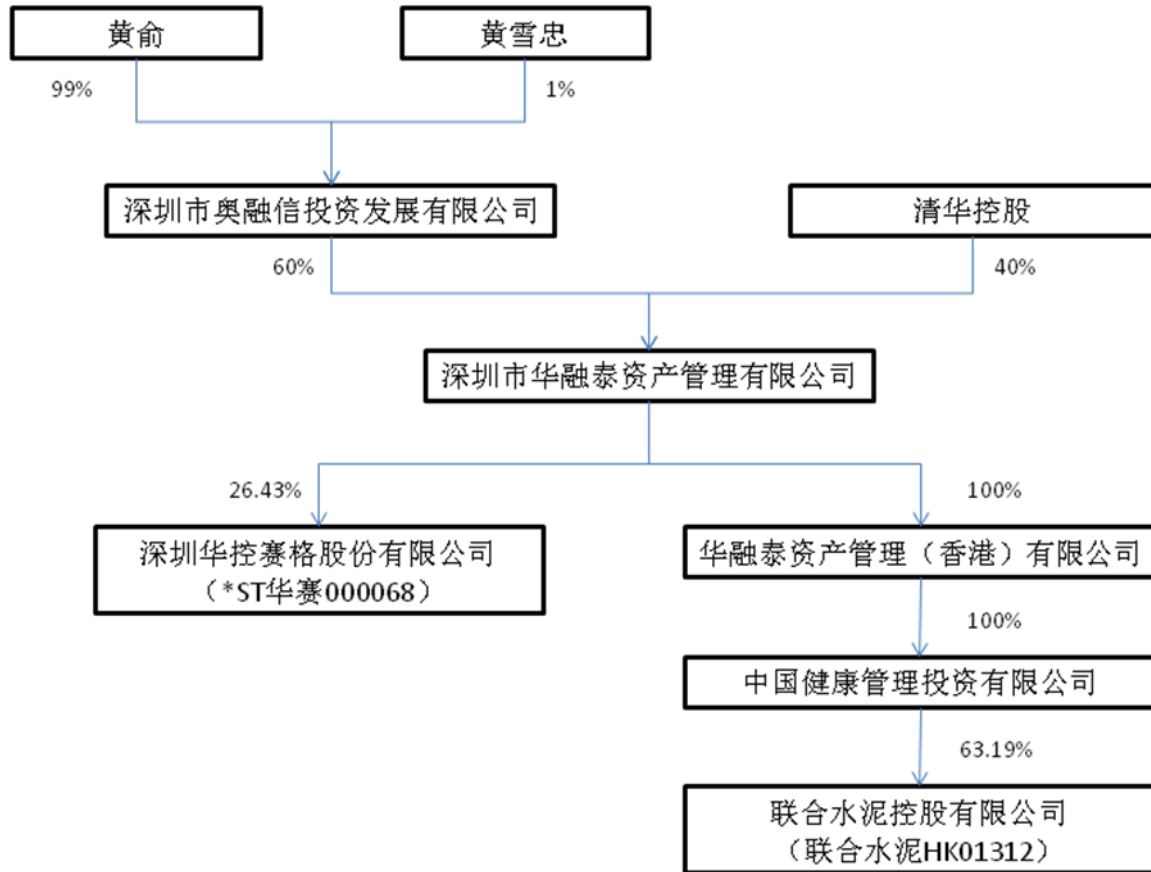 黄俞
黄雪忠
99%
1%
深圳市奥融信投资发展有限公司
清华控股
60%
40%
深圳市华融泰资产管理有限公司
26.43%
100%
深圳华控赛格股份有限公司
（*ST华赛000068）
华融泰资产管理（香港）有限公司
100%
中国健康管理投资有限公司
63.19%
联合水泥控股有限公司
（联合水泥HK01312）